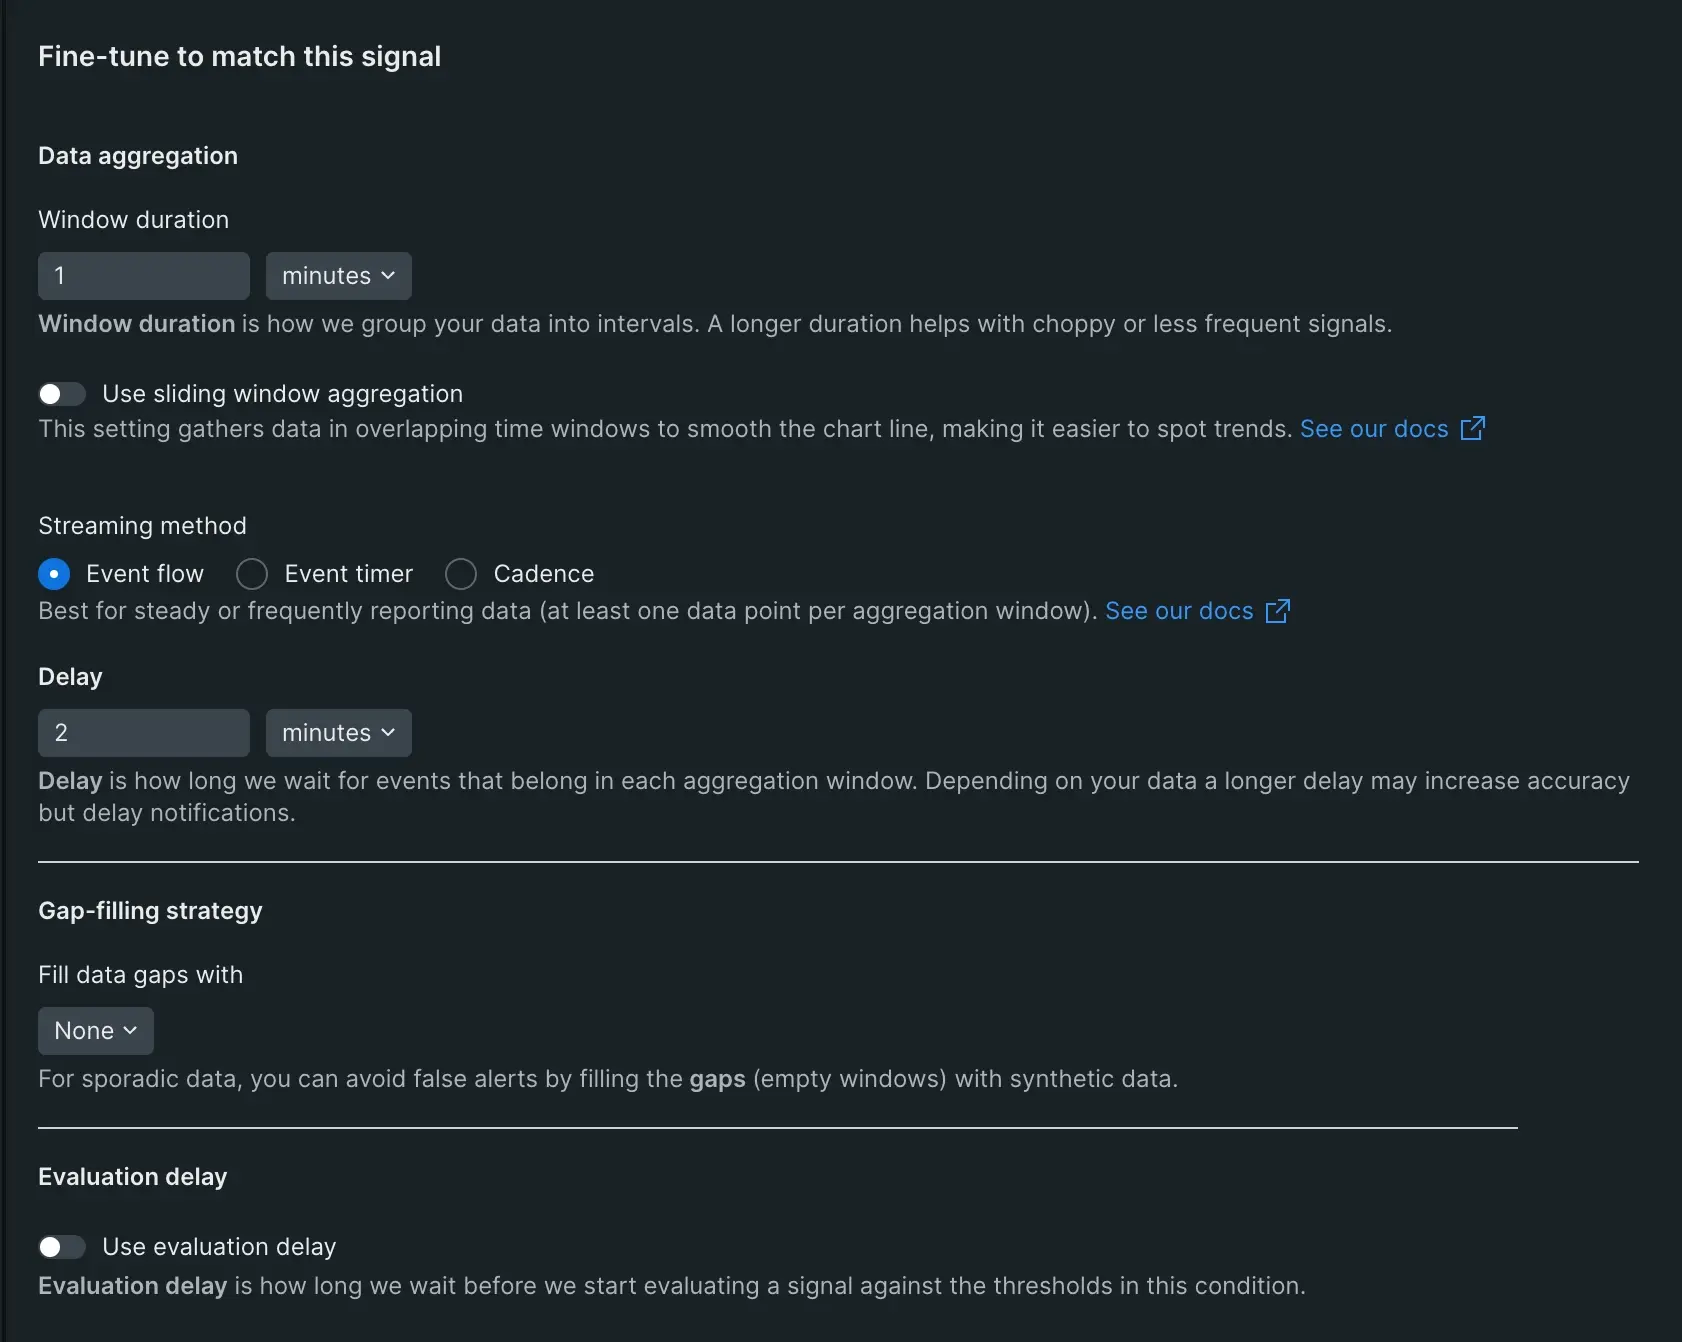 Fine-tune to match this signal
Data aggregation
Window duration
1 minutes
Window duration is how we group your data into intervals. A longer duration helps with choppy or less frequent signals.
Use sliding window aggregation
This setting gathers data in overlapping time windows to smooth the chart line, making it easier to spot trends. See our docs
Streaming method
Event flow Event timer Cadence
Best for steady or frequently reporting data (at least one data point per aggregation window). See our docs
Delay
2 minutes
Delay is how long we wait for events that belong in each aggregation window. Depending on your data a longer delay may increase accuracy
but delay notifications.
Gap-filling strategy
Fill data gaps with
None
For sporadic data, you can avoid false alerts by filling the gaps (empty windows) with synthetic data.
Evaluation delay
Use evaluation delay
Evaluation delay is how long we wait before we start evaluating a signal against the thresholds in this condition.